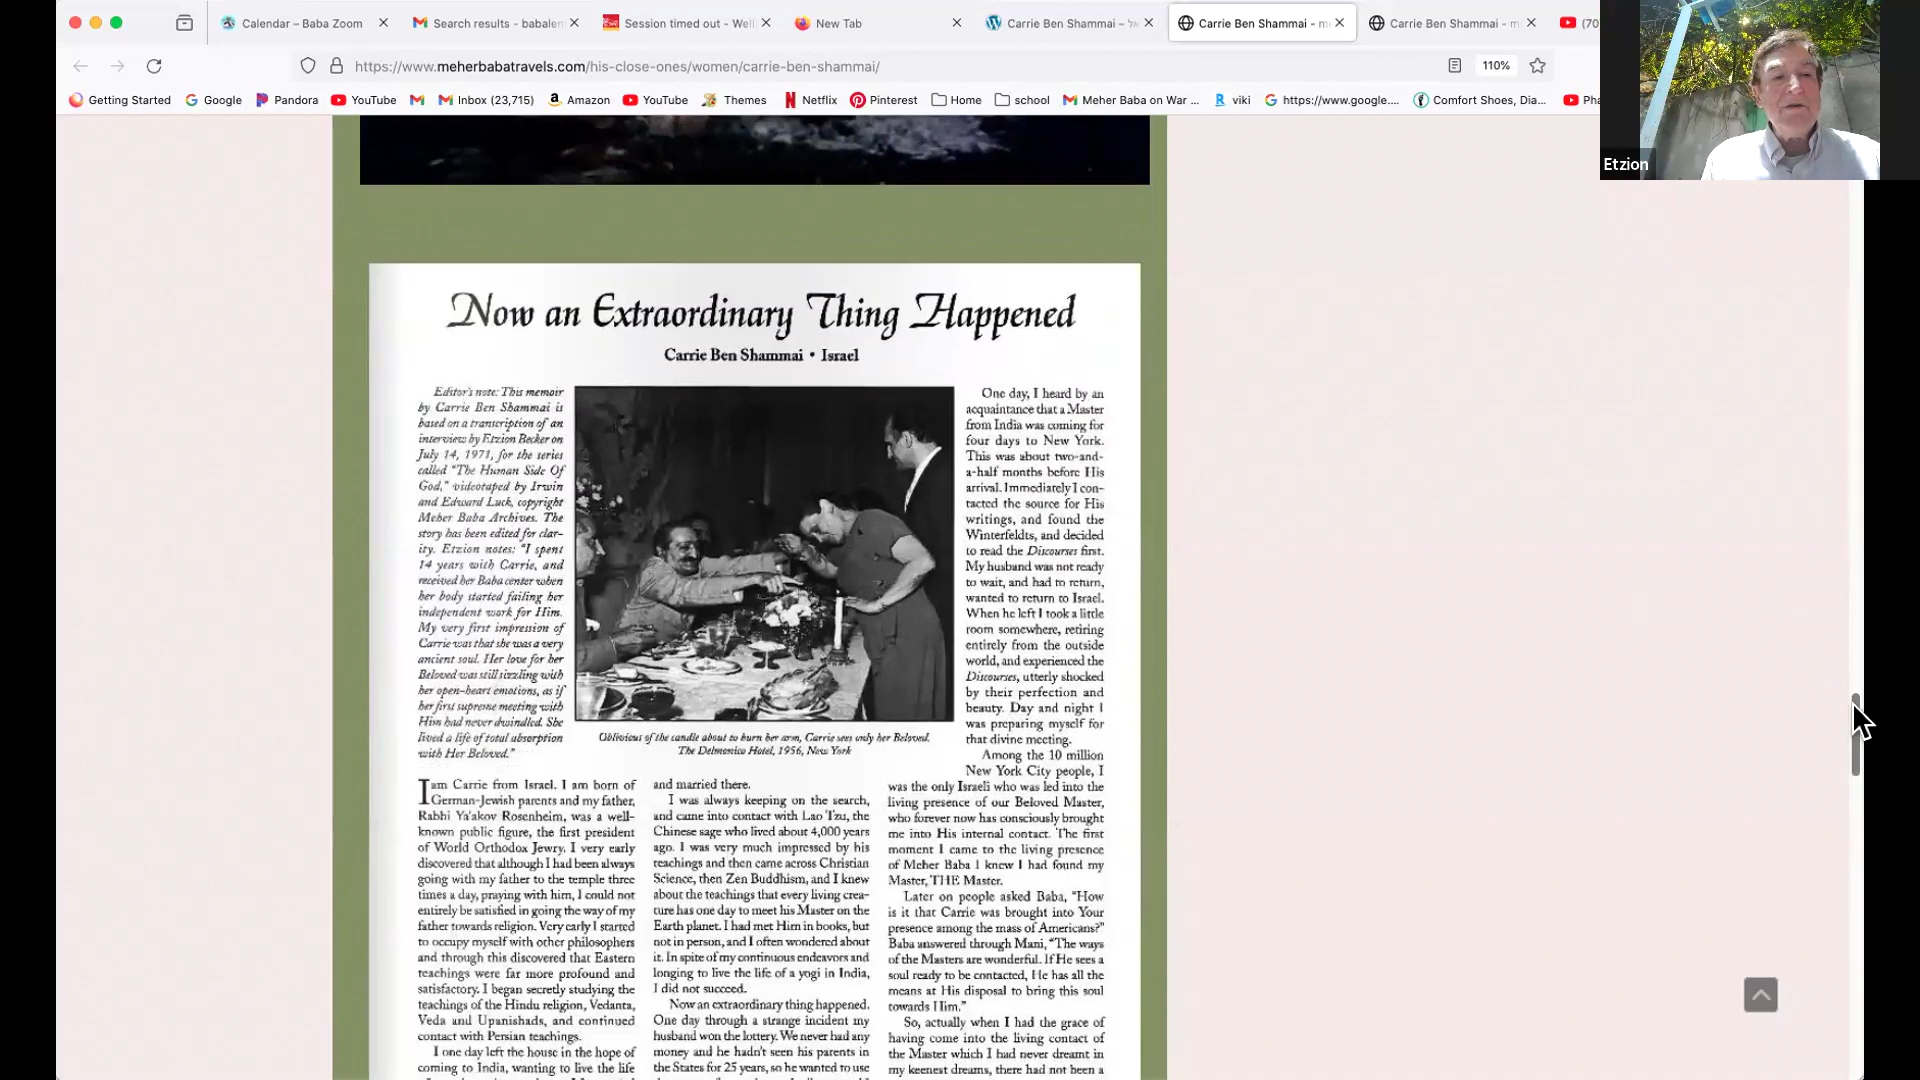 Calendar – Baba Zoom
Search results - babalen
Session timed out - Well
New Tab
Carrie Ben Shammai –
Carrie Ben Shammai - m
Carrie Ben Shammai - m
(70
https://www.meherbabatravels.com/his-close-ones/women/carrie-ben-shammai/
110%
Getting Started
Google
Pandora
YouTube
Inbox (23,715)
Amazon
YouTube
Themes
Netflix
Pinterest
Home
school
Meher Baba on War ...
viki
https://www.google....
Comfort Shoes, Dia...
Pha
Etzion
Now an Extraordinary Thing Happened
Carrie Ben Shammai • Israel
Editor's note: This memoir
by Carrie Ben Shammai is
based on a transcription of an
interview by Etzion Becker on
July 14, 1971, for the series
called "The Human Side Of
God," videotaped by Irwin
and Edward Luck, copyright
Meher Baba Archives. The
story has been edited for clar-
ity. Etzion notes: "I spent
14 years with Carrie, and
received her Baba center when
her body started failing her
independent work for Him.
My very first impression of
Carrie was that she was a very
ancient soul. Her love for her
Beloved was still sizzling with
her open-heart emotions, as if
her first supreme meeting with
Him had never dwindled. She
lived a life of total absorption
with Her Beloved."
Oblivious of the candle about to burn her arm, Carrie sees only her Beloved.
The Delmonico Hotel, 1956, New York
I am Carrie from Israel. I am born of
German-Jewish parents and my father,
Rabbi Ya'akov Rosenheim, was a well-
known public figure, the first president
of World Orthodox Jewry. I very early
discovered that although I had been always
going with my father to the temple three
times a day, praying with him, I could not
entirely be satisfied in going the way of my
father towards religion. Very early I started
to occupy myself with other philosophers
and through this discovered that Eastern
teachings were far more profound and
satisfactory. I began secretly studying the
teachings of the Hindu religion, Vedanta,
Veda and Upanishads, and continued
contact with Persian teachings.
I one day left the house in the hope of
coming to India, wanting to live the life
and married there.
I was always keeping on the search,
and came into contact with Lao Tzu, the
Chinese sage who lived about 4,000 years
ago. I was very much impressed by his
teachings and then came across Christian
Science, then Zen Buddhism, and I knew
about the teachings that every living crea-
ture has one day to meet his Master on the
Earth planet. I had met Him in books, but
not in person, and I often wondered about
it. In spite of my continuous endeavors and
longing to live the life of a yogi in India,
I did not succeed.
Now an extraordinary thing happened.
One day through a strange incident my
husband won the lottery. We never had any
money and he hadn't seen his parents in
the States for 25 years, so he wanted to use
One day, I heard by an
acquaintance that a Master
from India was coming for
four days to New York.
This was about two-and-
a-half months before His
arrival. Immediately I con-
tacted the source for His
writings, and found the
Winterfeldts, and decided
to read the Discourses first.
My husband was not ready
to wait, and had to return,
wanted to return to Israel.
When he left I took a little
room somewhere, retiring
entirely from the outside
world, and experienced the
Discourses, utterly shocked
by their perfection and
beauty. Day and night I
was preparing myself for
that divine meeting.
Among the 10 million
New York City people, I
was the only Israeli who was led into the
living presence of our Beloved Master,
who forever now has consciously brought
me into His internal contact. The first
moment I came to the living presence
of Meher Baba I knew I had found my
Master, THE Master.
Later on people asked Baba, "How
is it that Carrie was brought into Your
presence among the mass of Americans?"
Baba answered through Mani, "The ways
of the Masters are wonderful. If He sees a
soul ready to be contacted, He has all the
means at His disposal to bring this soul
towards Him."
So, actually when I had the grace of
having come into the living contact of
the Master which I had never dreamt in
my keenest dreams, there had not been a